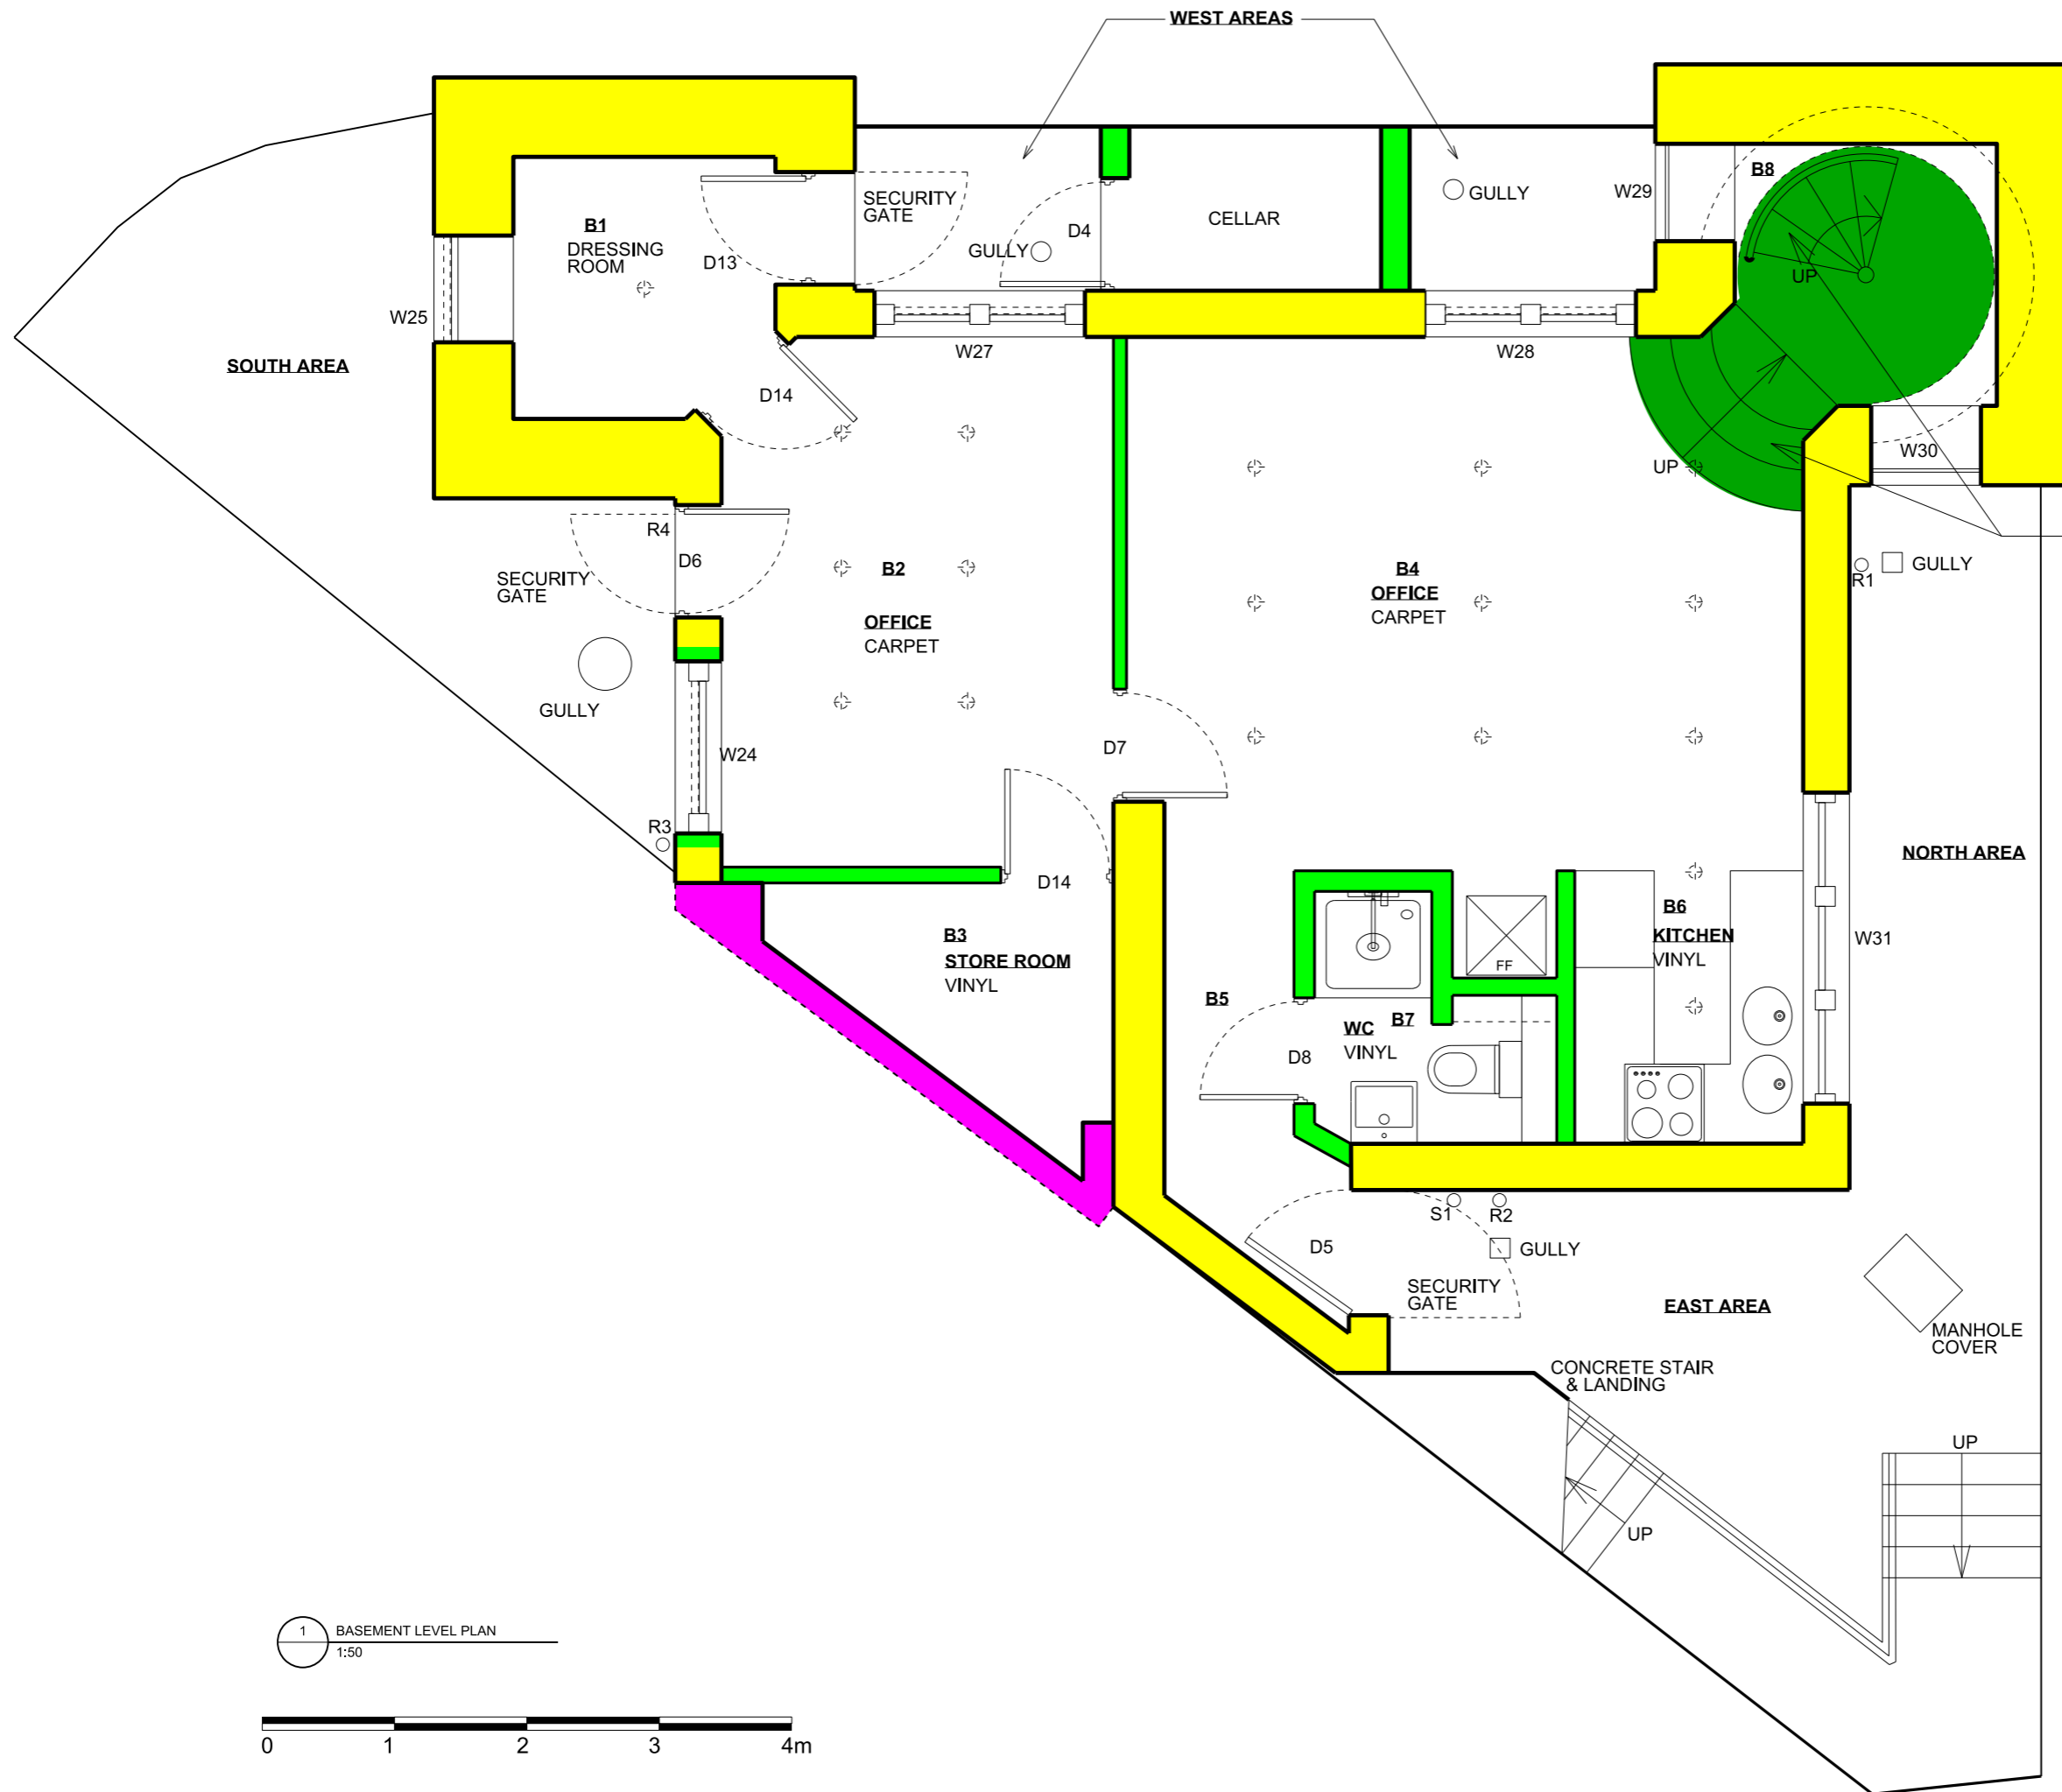 WEST AREAS
B8
W29
GULLY
SECURITY
GATE
D4
CELLAR
B1
DRESSING
ROOM
D13
GULLY
UP
W25
W27
W28
SOUTH AREA
D14
W30
UP
R4
D6
SECURITY
GATE
B2
OFFICE
CARPET
B4
OFFICE
CARPET
R1
GULLY
GULLY
W24
D7
R3
D14
NORTH AREA
B3
STORE ROOM
VINYL
B6
KITCHEN
VINYL
W31
FF
B5
WC
B7
VINYL
D8
S1
R2
D5
GULLY
SECURITY
GATE
EAST AREA
MANHOLE
COVER
CONCRETE STAIR
& LANDING
UP
UP
1
BASEMENT LEVEL PLAN
1:50
0 1 2 3 4m